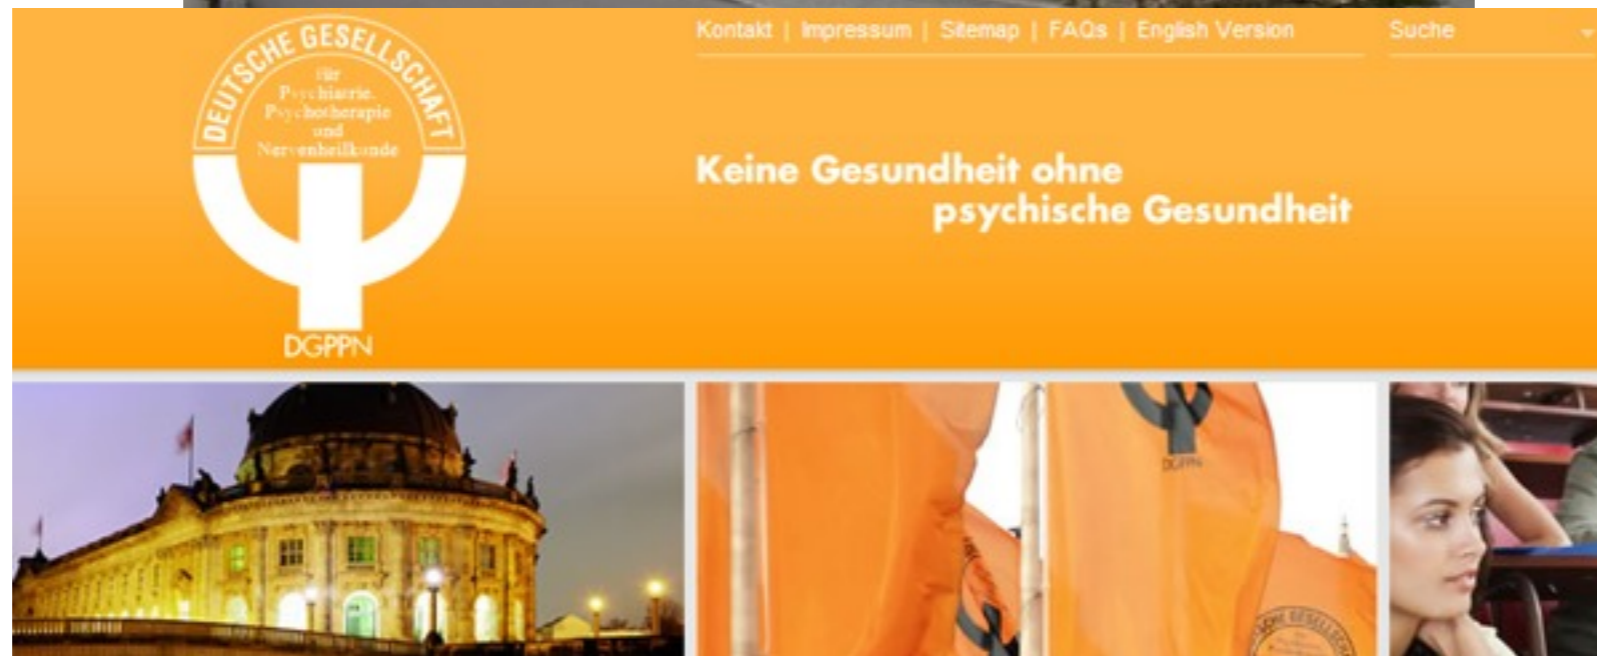 Kontakt | Impressum | Sitemap | FAQs | English Version
Suche
DEUTSCHE GESELLSCHAFT
für
Psychiatrie,
Psychotherapie
und
Nervenheilkunde
DGPPN
Keine Gesundheit ohne
psychische Gesundheit
DGPPN